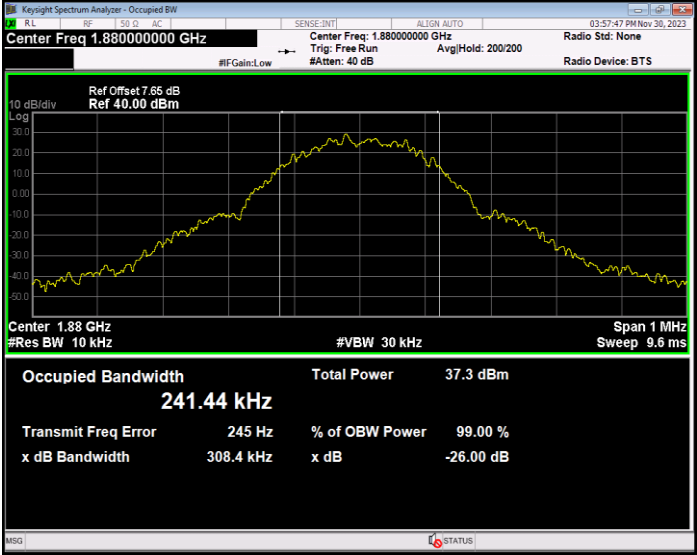 Keysight Spectrum Analyzer - Occupied BW
RL RF 50 Ω AC SENSE:INT ALIGN AUTO 03:57:47 PM Nov 30, 2023
Center Freq 1.880000000 GHz Center Freq: 1.880000000 GHz Radio Std: None
Trig: Free Run Avg|Hold: 200/200
#IFGain:Low #Atten: 40 dB Radio Device: BTS
Ref Offset 7.65 dB
10 dB/div Ref 40.00 dBm
Log
30.0
20.0
10.0
0.00
-10.0
-20.0
-30.0
-40.0
-50.0
Center 1.88 GHz Span 1 MHz
#Res BW 10 kHz #VBW 30 kHz Sweep 9.6 ms
Occupied Bandwidth Total Power 37.3 dBm
241.44 kHz
Transmit Freq Error 245 Hz % of OBW Power 99.00 %
x dB Bandwidth 308.4 kHz x dB -26.00 dB
MSG STATUS